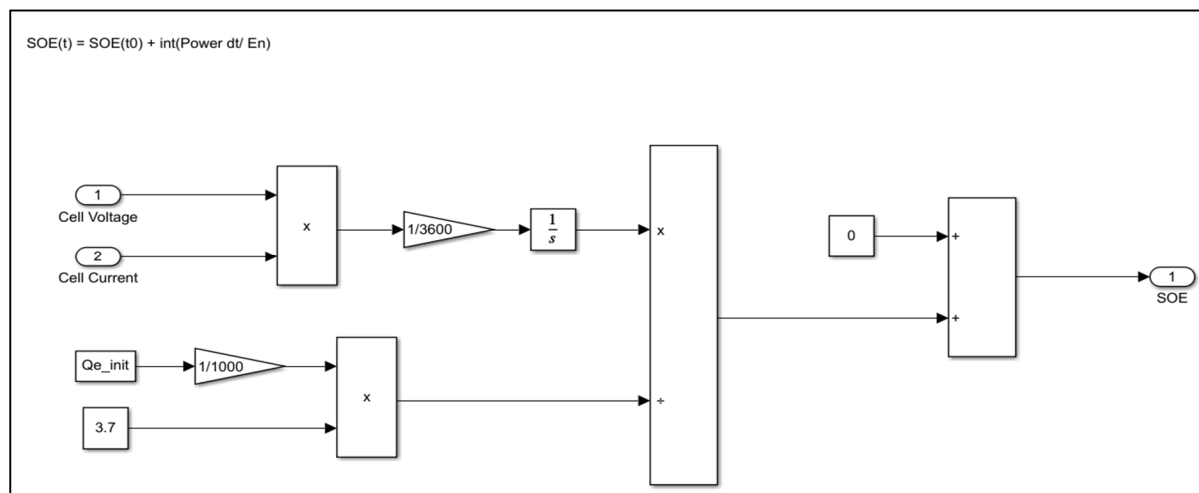 SOE(t) = SOE(t0) + int(Power dt/ En)
1
Cell Voltage
2
Cell Current
x
1/3600
1
s
x
÷
0
+
+
1
SOE
Qe_init
1/1000
3.7
x